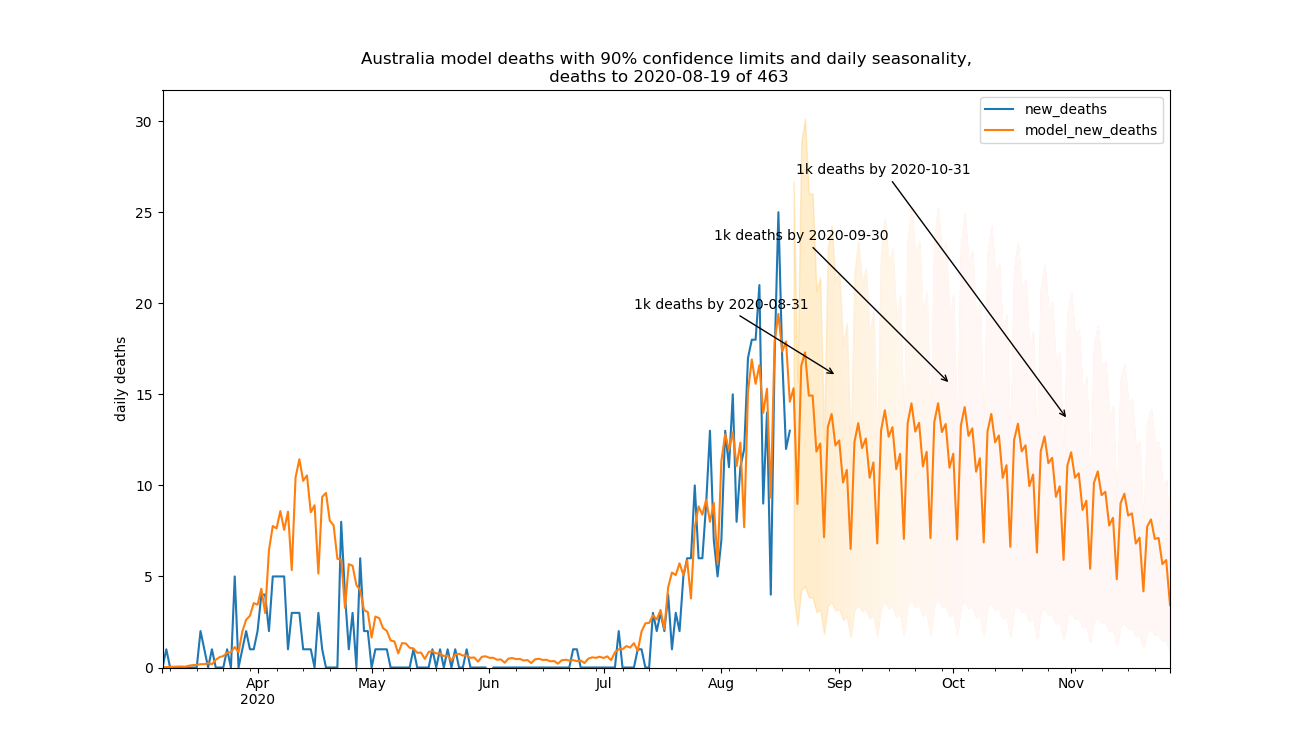 Australia model deaths with 90% confidence limits and daily seasonality,
deaths to 2020-08-19 of 463
new_deaths
model_new_deaths
1k deaths by 2020-10-31
1k deaths by 2020-09-30
1k deaths by 2020-08-31
daily deaths
30
25
20
15
10
5
0
Apr
2020
May
Jun
Jul
Aug
Sep
Oct
Nov